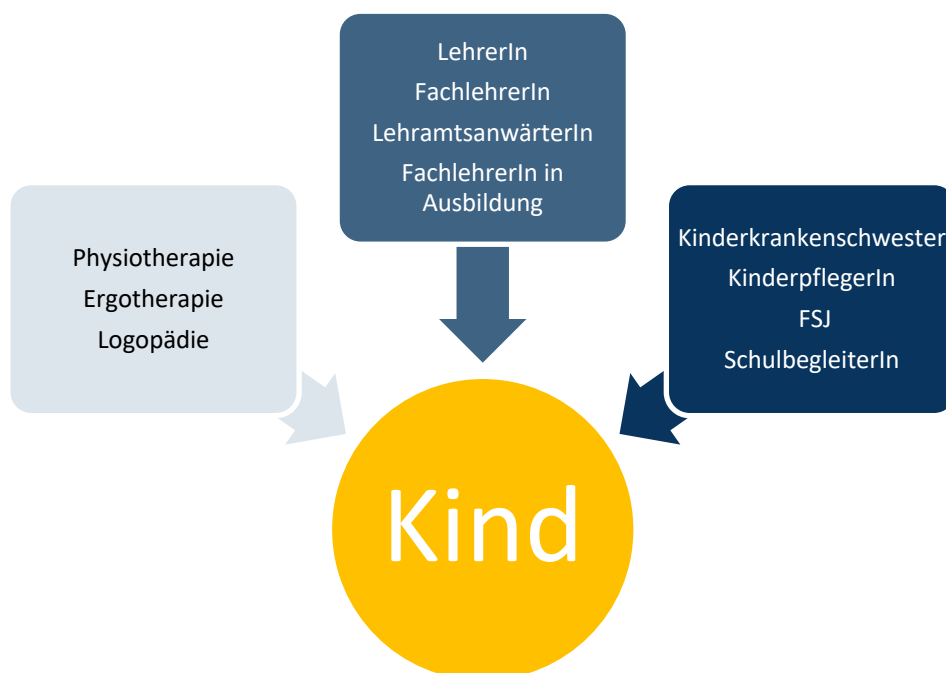 Physiotherapie
Ergotherapie
Logopädie
LehrerIn
FachlehrerIn
LehramtsanwärterIn
FachlehrerIn in
Ausbildung
Kinderkrankenschwester
KinderpflegerIn
FSJ
SchulbegleiterIn
Kind